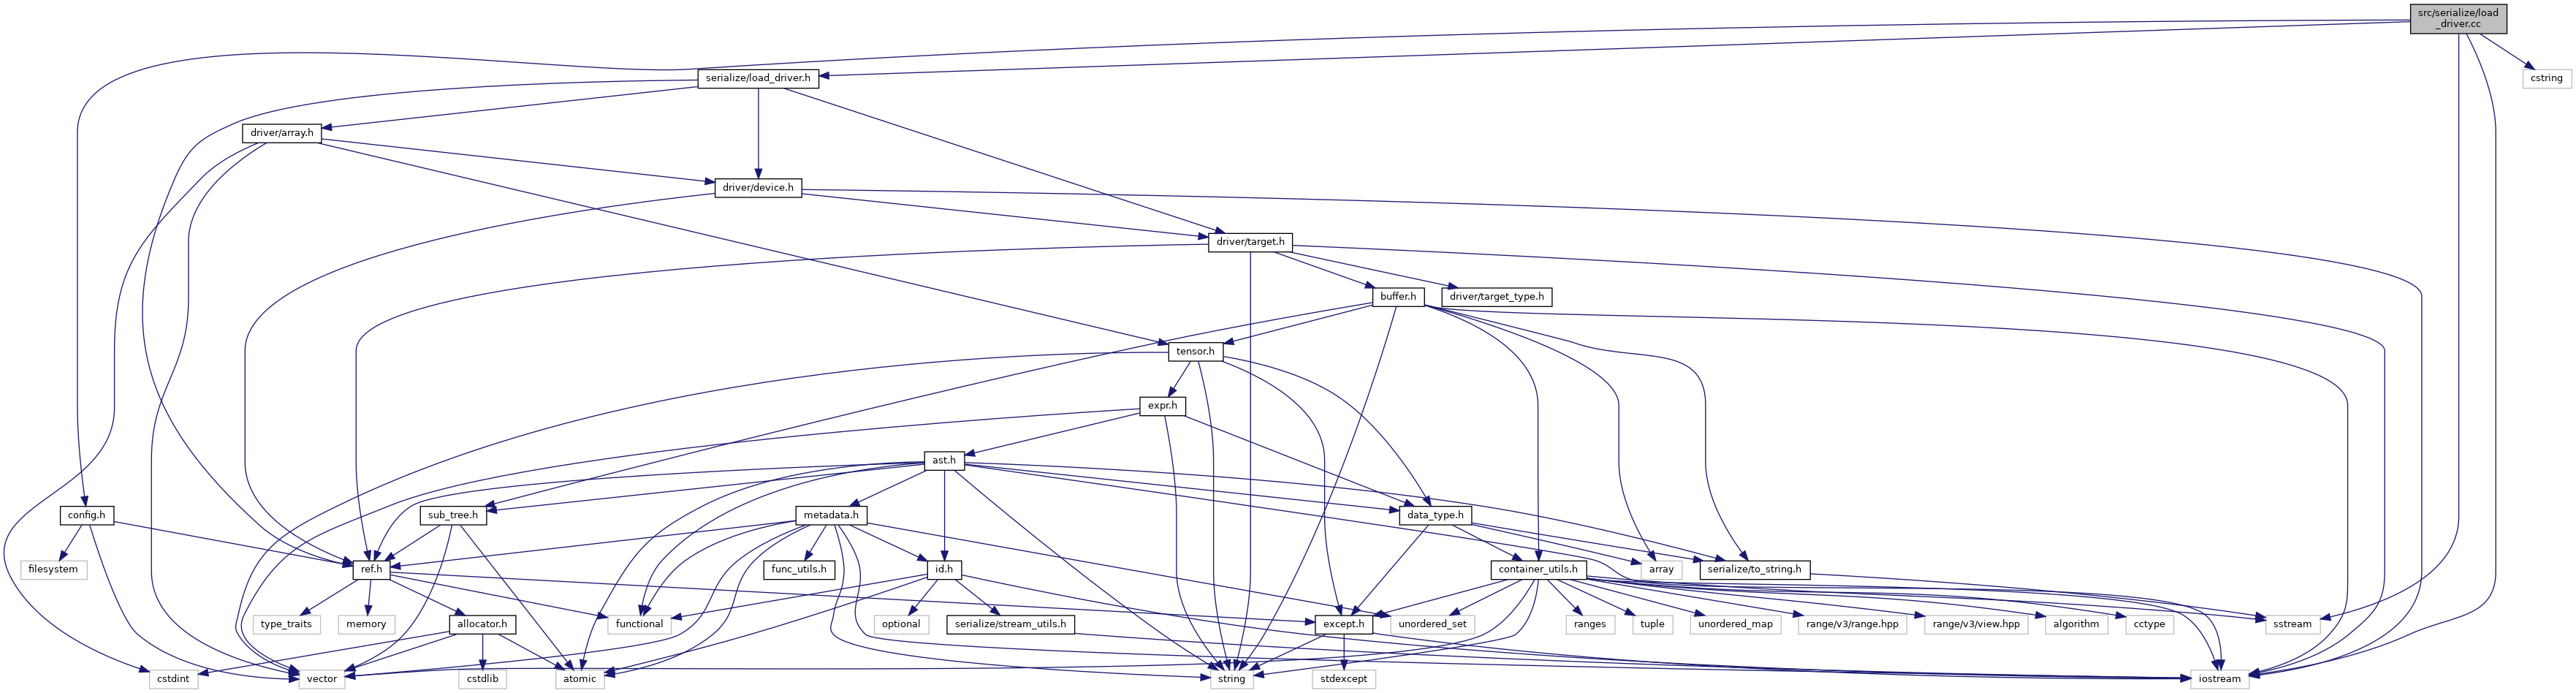 src/serialize/load
_driver.cc
serialize/load_driver.h
cstring
driver/array.h
driver/device.h
driver/target.h
buffer.h
driver/target_type.h
tensor.h
expr.h
ast.h
config.h
sub_tree.h
metadata.h
data_type.h
filesystem
ref.h
func_utils.h
id.h
container_utils.h
array
serialize/to_string.h
type_traits
memory
allocator.h
functional
optional
serialize/stream_utils.h
except.h
unordered_set
ranges
tuple
unordered_map
range/v3/range.hpp
range/v3/view.hpp
algorithm
cctype
sstream
cstdint
vector
cstdlib
atomic
string
stdexcept
iostream